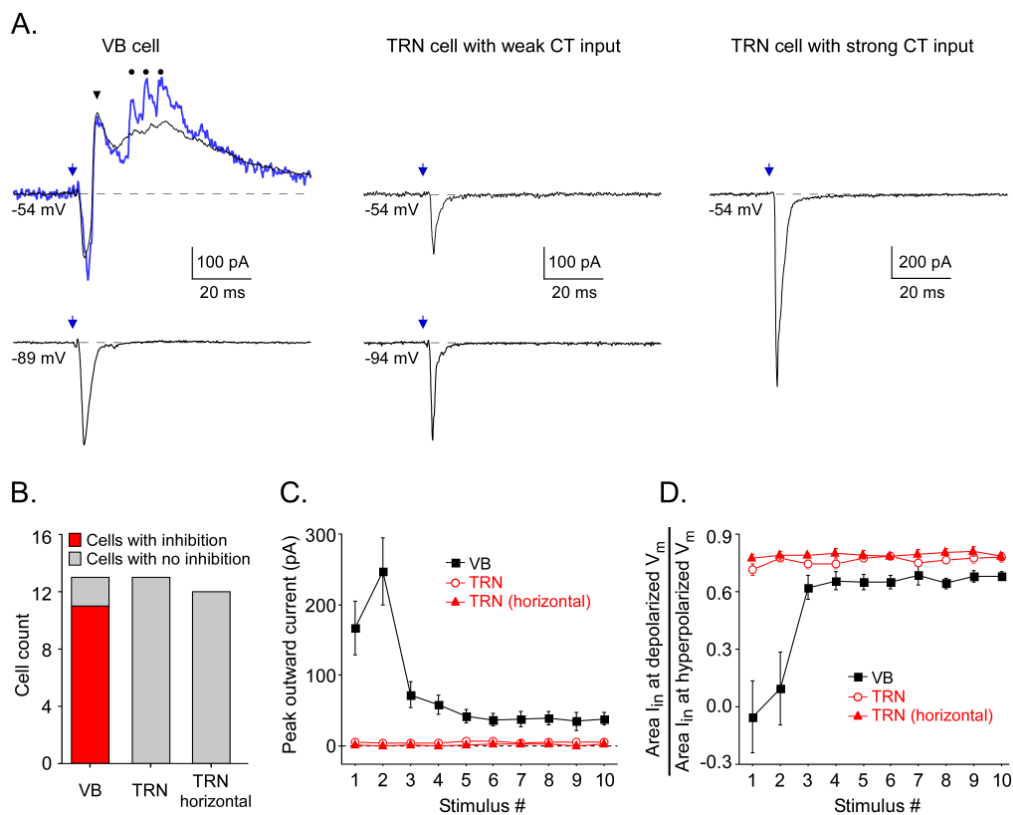 A.
VB cell
TRN cell with weak CT input
TRN cell with strong CT input
-54 mV
-54 mV
-54 mV
100 pA
20 ms
100 pA
20 ms
200 pA
20 ms
-89 mV
-94 mV
B.
Cells with inhibition
Cells with no inhibition
Cell count
16
12
8
4
0
VB
TRN
TRN
horizontal
C.
Peak outward current (pA)
300
200
100
0
VB
TRN
TRN (horizontal)
1 2 3 4 5 6 7 8 9 10
Stimulus #
D.
Area Iin at depolarized Vm
Area Iin at hyperpolarized Vm
0.9
0.6
0.3
0.0
-0.3
VB
TRN
TRN (horizontal)
1 2 3 4 5 6 7 8 9 10
Stimulus #